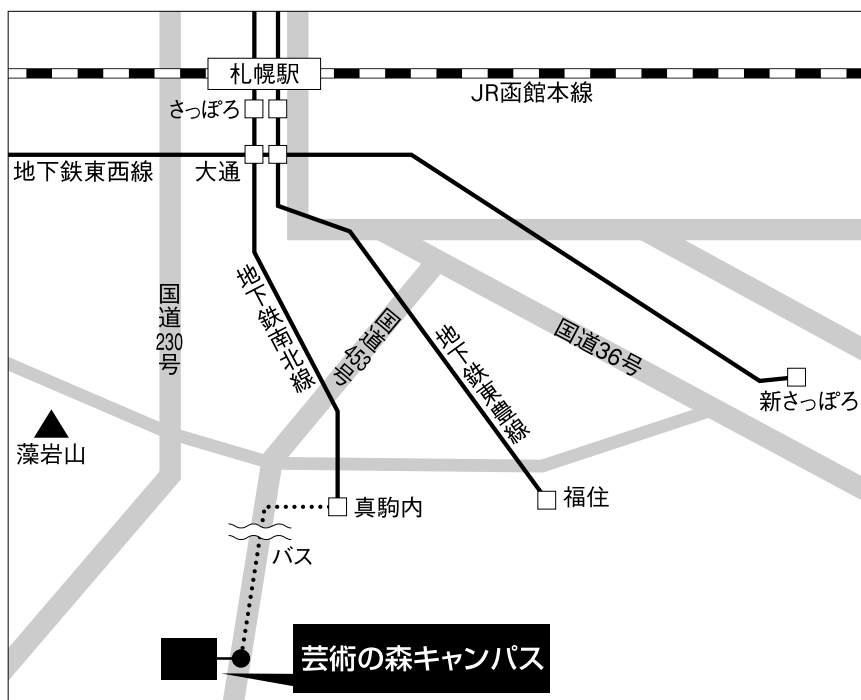 札幌駅
JR函館本線
さっぽろ
地下鉄東西線
大通
地下鉄南北線
国道230号
国道453号
地下鉄東豊線
国道36号
新さっぽろ
藻岩山
真駒内
福住
バス
芸術の森キャンパス